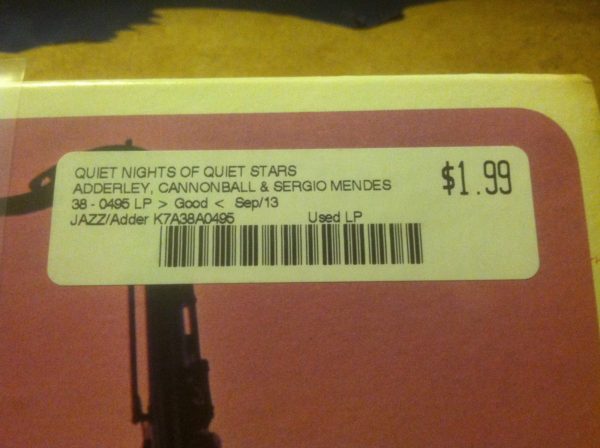 QUIET NIGHTS OF QUIET STARS
ADDERLEY, CANNONBALL & SERGIO MENDES
$1.99
38 - 0495 LP > Good < Sep/13
JAZZ/Adder K7A38A0495 Used LP